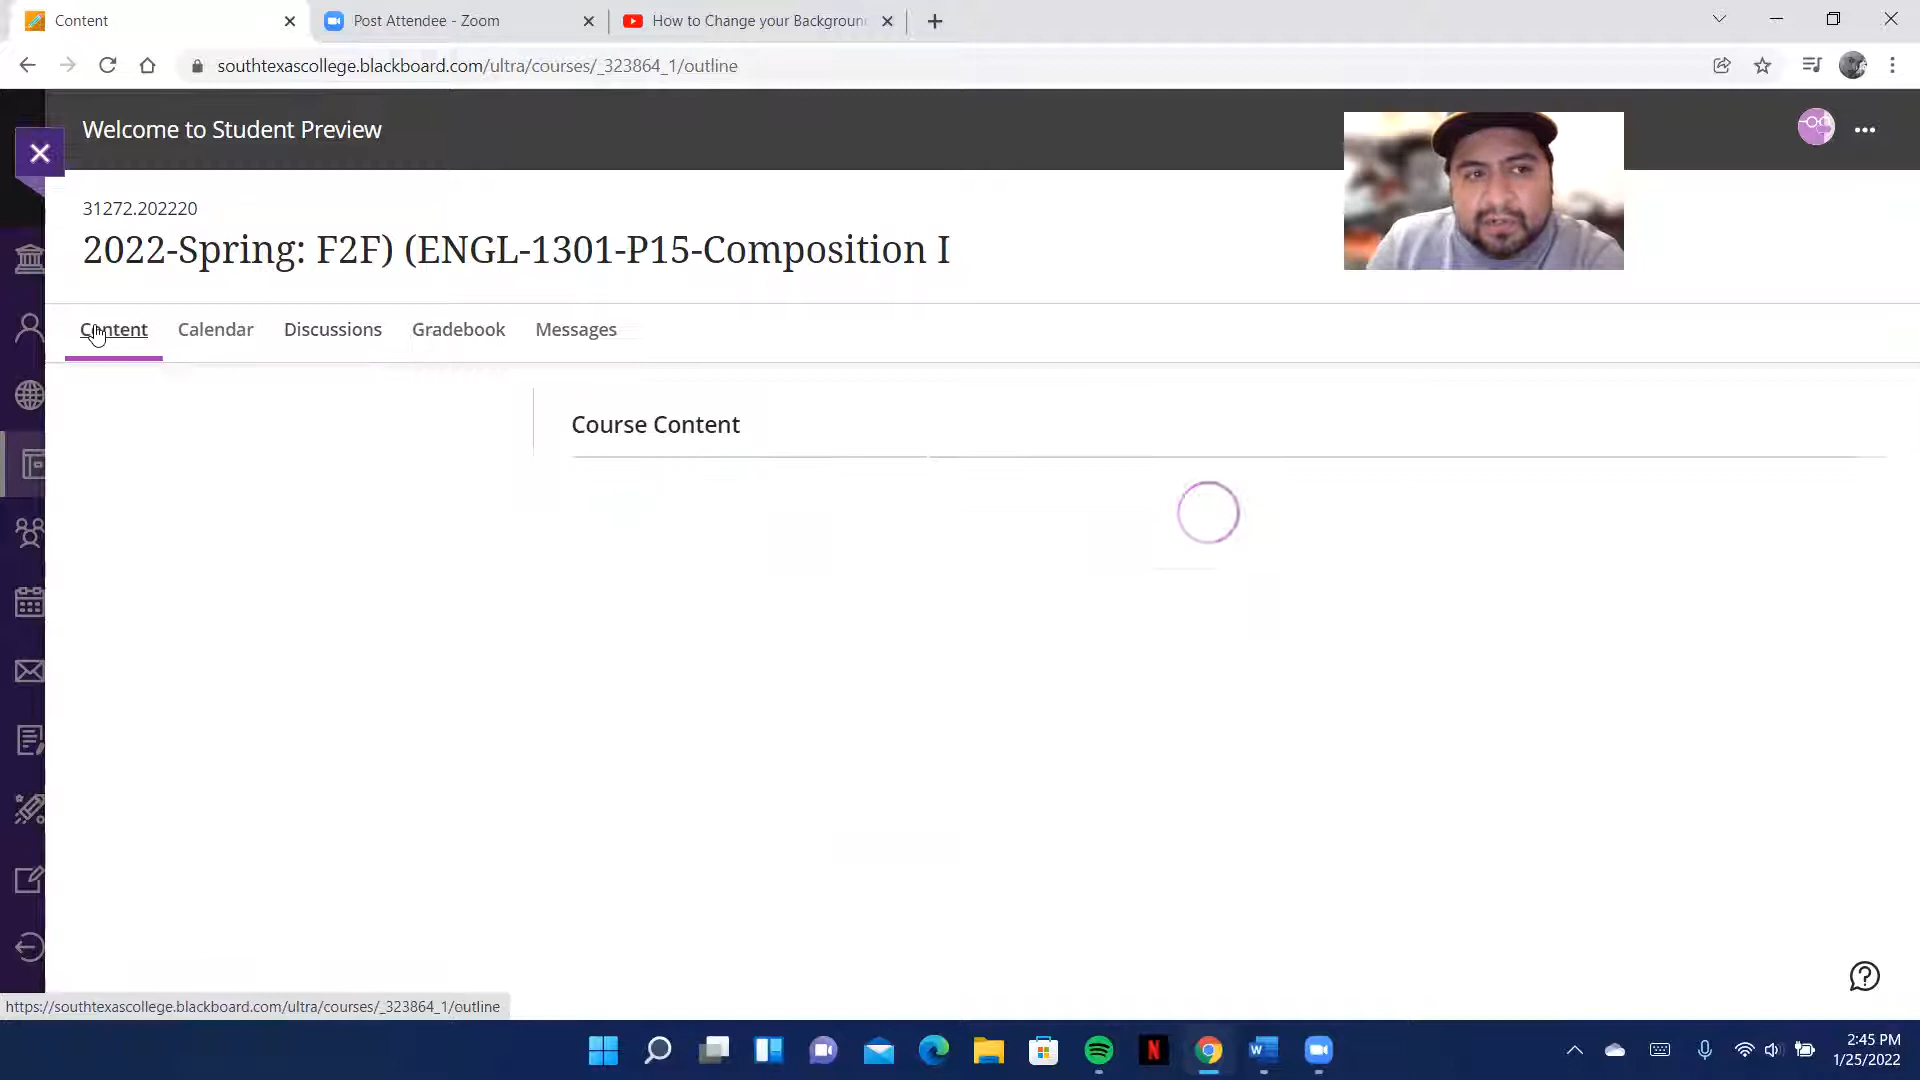 Content
Post Attendee - Zoom
How to Change your Backgroun
southtexascollege.blackboard.com/ultra/courses/_323864_1/outline
Welcome to Student Preview
31272.202220
2022-Spring: F2F) (ENGL-1301-P15-Composition I
Content Calendar Discussions Gradebook Messages
Course Content
https://southtexascollege.blackboard.com/ultra/courses/_323864_1/outline
2:45 PM
1/25/2022